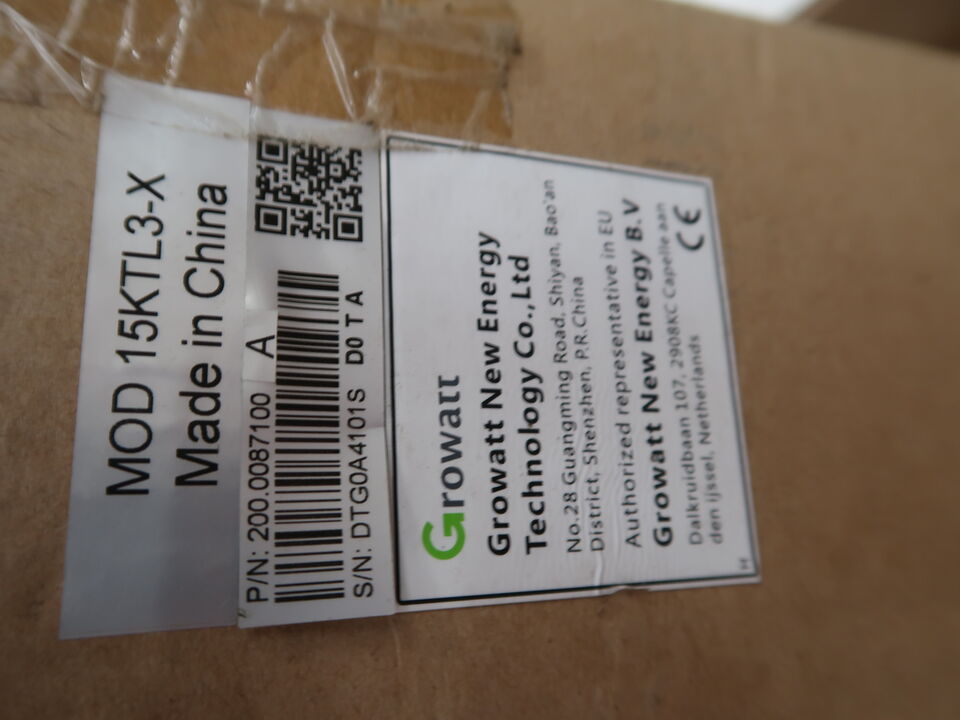 MOD 15KTL3-X
Made in China
P/N: 200.0087100 A
S/N: DTG0A4101S D0 T A
Growatt
Growatt New Energy
Technology Co.,Ltd
No.28 Guangming Road, Shiyan, Bao'an
District, Shenzhen, P.R.China
Authorized representative in EU
Growatt New Energy B.V
Dalkruidbaan 107, 2908KC Capelle aan
den ijssel, Netherlands
CE